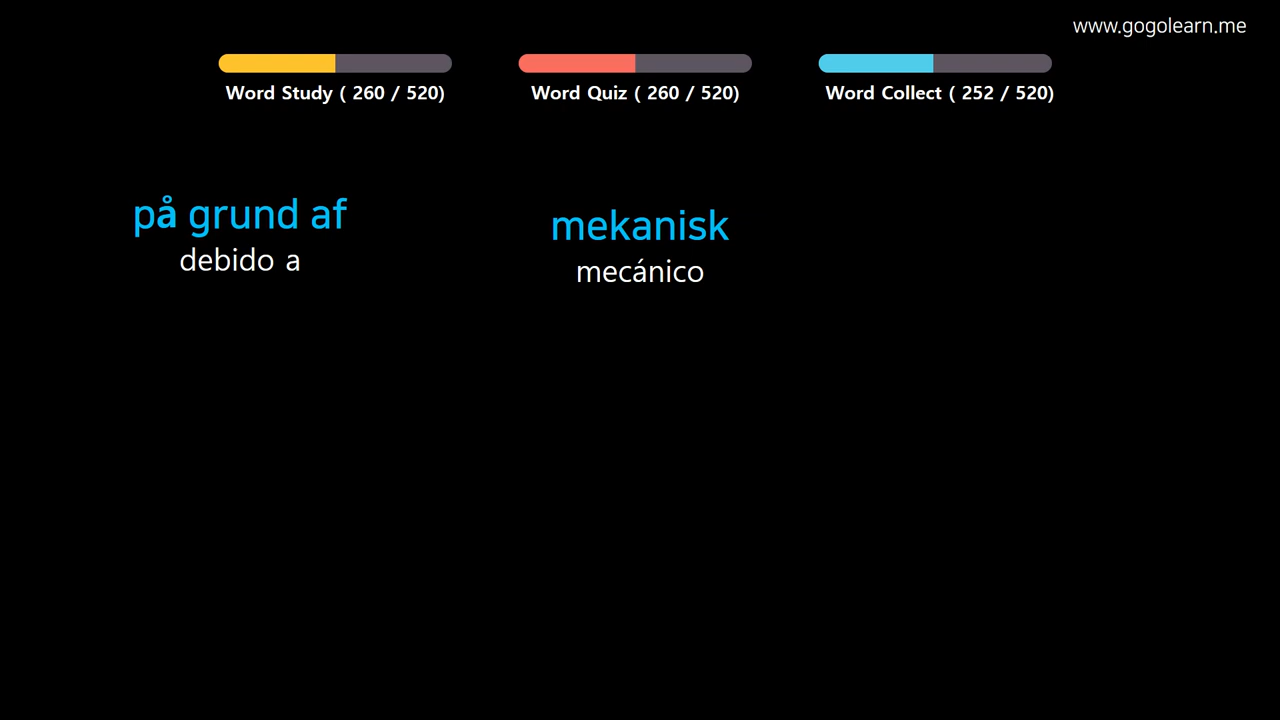 www.gogolearn.me
Word Study ( 260 / 520)
Word Quiz ( 260 / 520)
Word Collect ( 252 / 520)
på grund af
debido a
mekanisk
mecánico